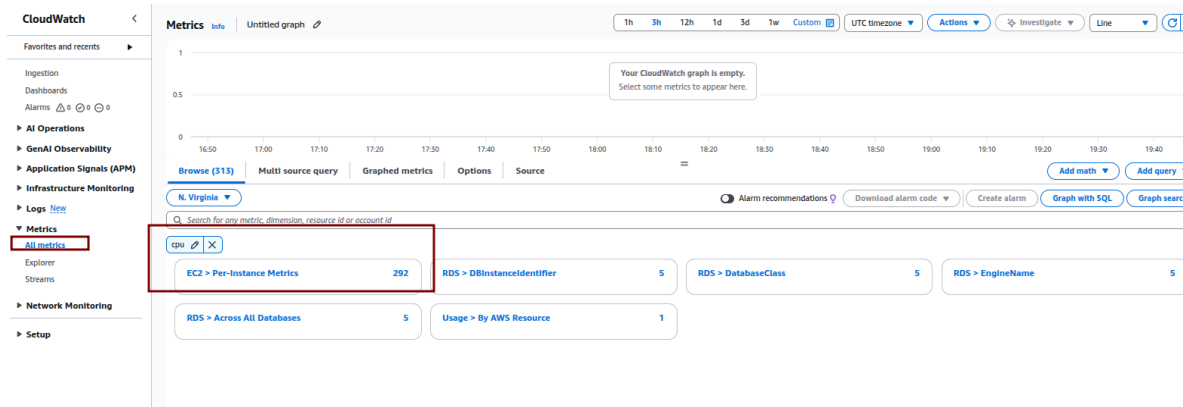 CloudWatch
Favorites and recents
Ingestion
Dashboards
Alarms 0 0 0
AI Operations
GenAI Observability
Application Signals (APM)
Infrastructure Monitoring
Logs New
Metrics
All metrics
Explorer
Streams
Network Monitoring
Setup
Metrics Info Untitled graph
1h 3h 12h 1d 3d 1w Custom UTC timezone Actions Investigate Line
1
0.5
0
Your CloudWatch graph is empty.
Select some metrics to appear here.
16:50 17:00 17:10 17:20 17:30 17:40 17:50 18:00 18:10 18:20 18:30 18:40 18:50 19:00 19:10 19:20 19:30 19:40
Browse (313) Multi source query Graphed metrics Options Source Add math Add query
N. Virginia Alarm recommendations Download alarm code Create alarm Graph with SQL Graph searc
Search for any metric, dimension, resource id or account id
cpu
EC2 > Per-Instance Metrics 292 RDS > DBInstanceIdentifier 5 RDS > DatabaseClass 5 RDS > EngineName 5
RDS > Across All Databases 5 Usage > By AWS Resource 1